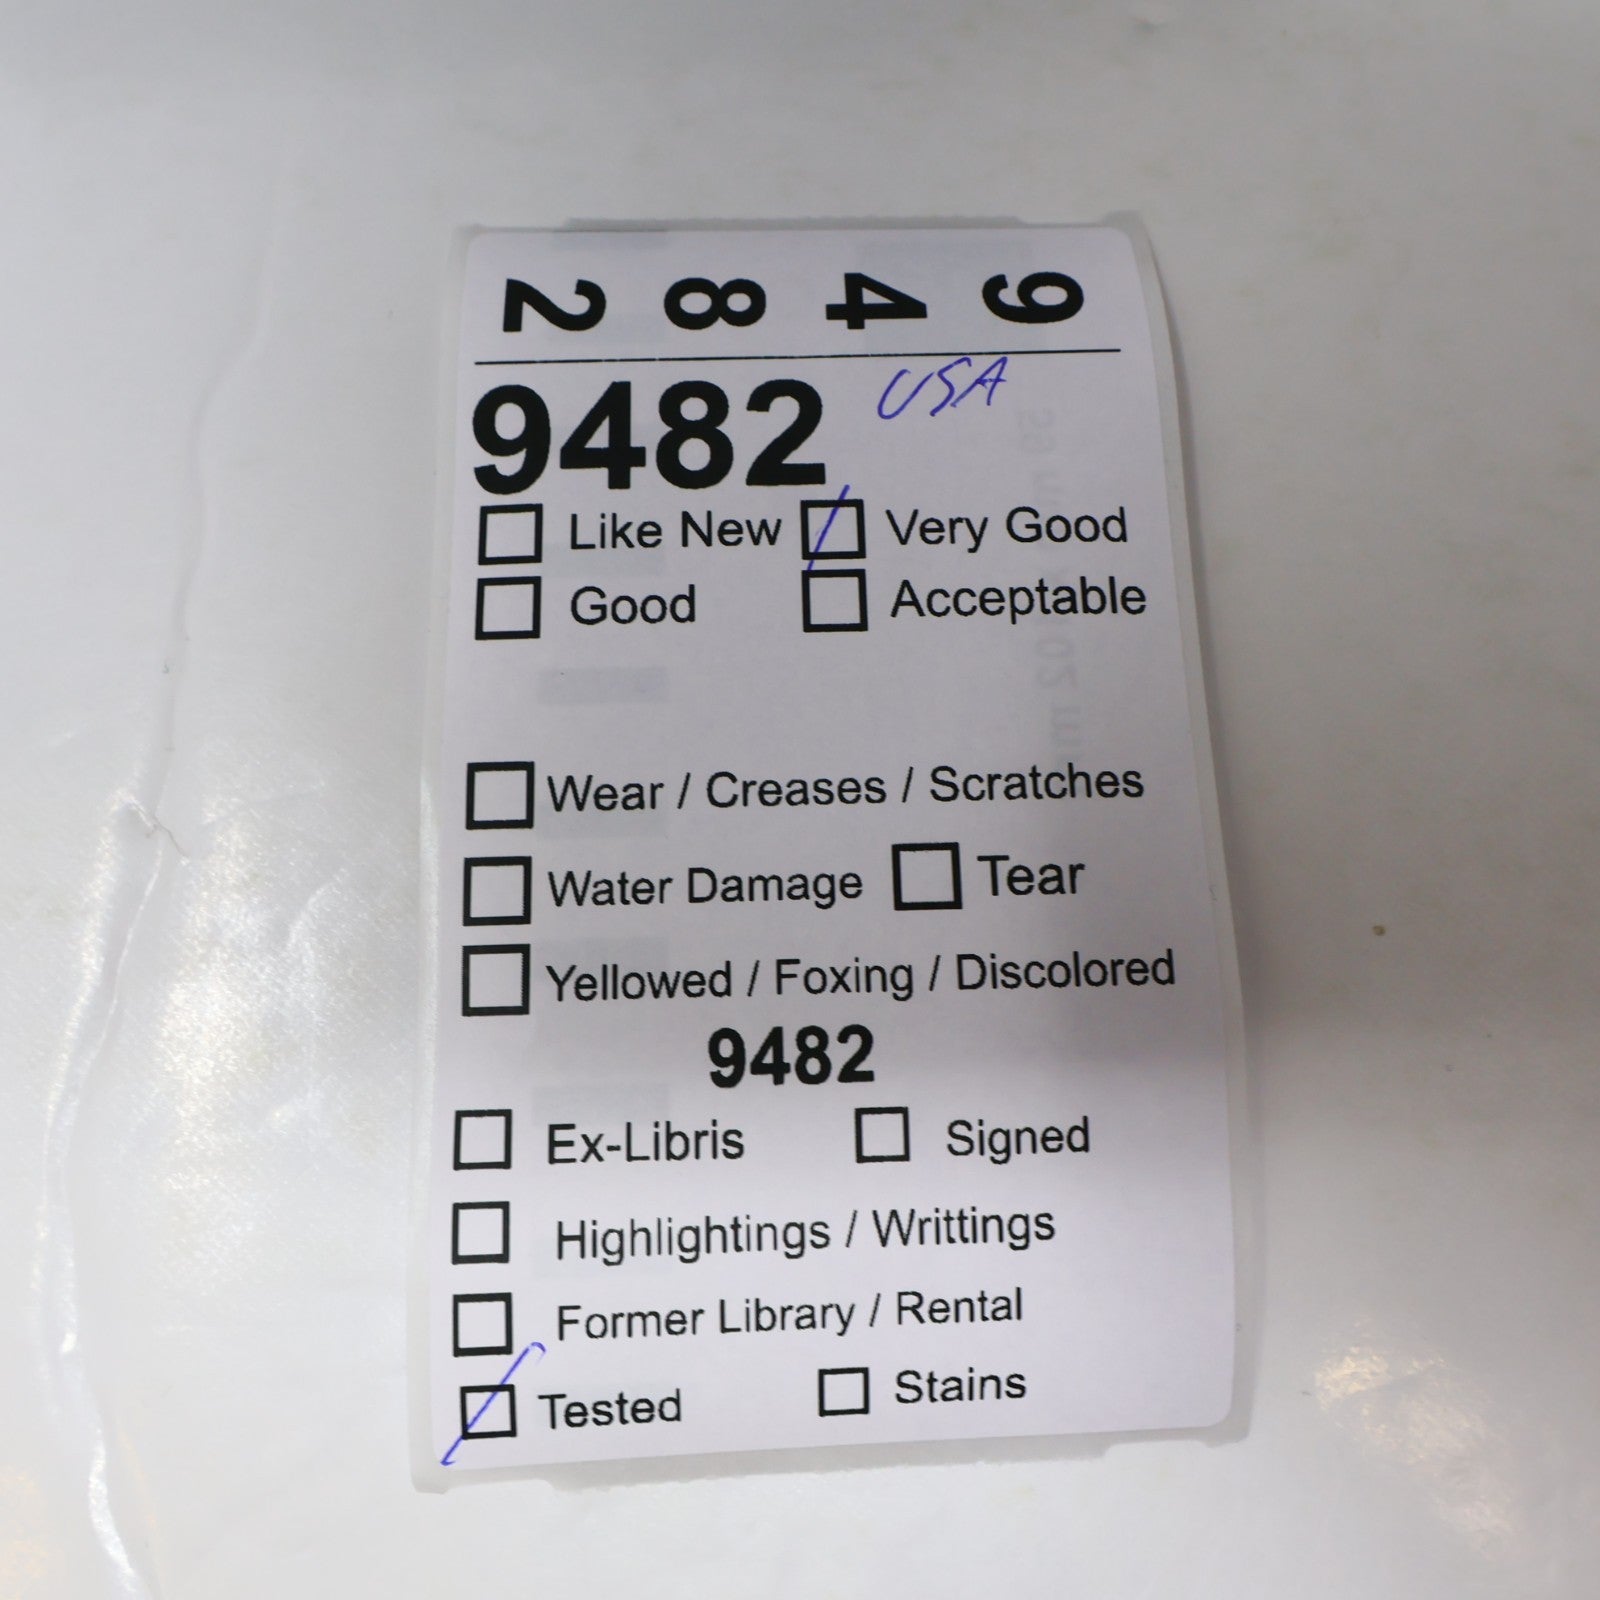 2 8 4 9
9482 USA
Like New Very Good
Good Acceptable
Wear / Creases / Scratches
Water Damage Tear
Yellowed / Foxing / Discolored
9482
Ex-Libris Signed
Highlightings / Writtings
Former Library / Rental
Tested Stains